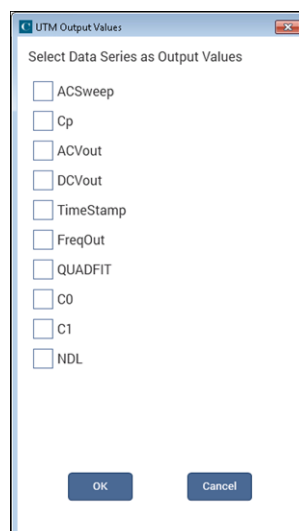 UTM Output Values
Select Data Series as Output Values
ACSweep
Cp
ACVout
DCVout
TimeStamp
FreqOut
QUADFIT
C0
C1
NDL
OK Cancel